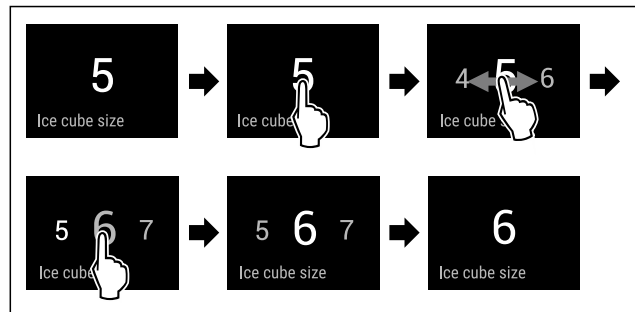 5
Ice cube size
5
Ice cub
4 5 6
Ice cube s
5 6 7
Ice cube
5 6 7
Ice cube size
6
Ice cube size